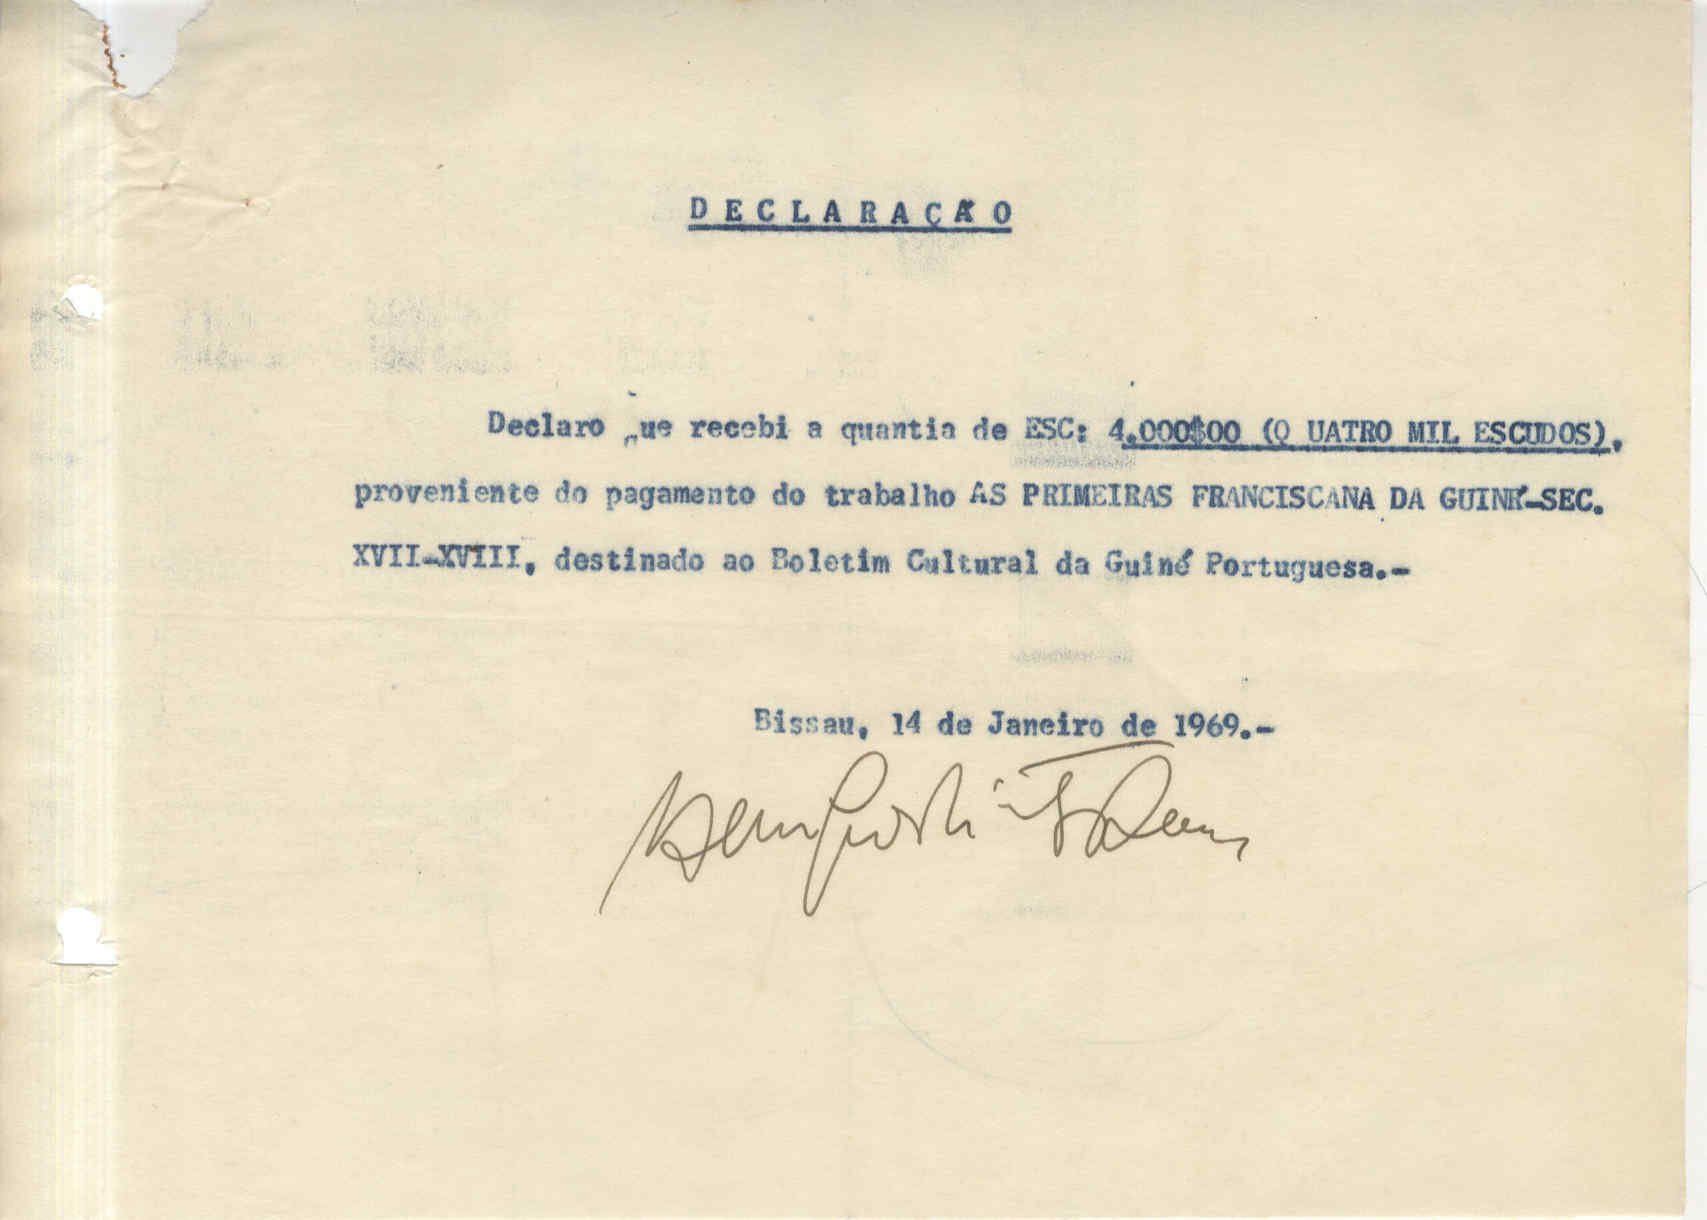 DECLARAÇÃO
Declaro que recebi a quantia de ESC: 4.000$00 (Q UATRO MIL ESCUDOS),
proveniente do pagamento do trabalho AS PRIMEIRAS FRANCISCANA DA GUINÉ-SEC.
XVII-XVIII, destinado ao Boletim Cultural da Guiné Portuguesa.-
Bissau, 14 de Janeiro de 1969.-